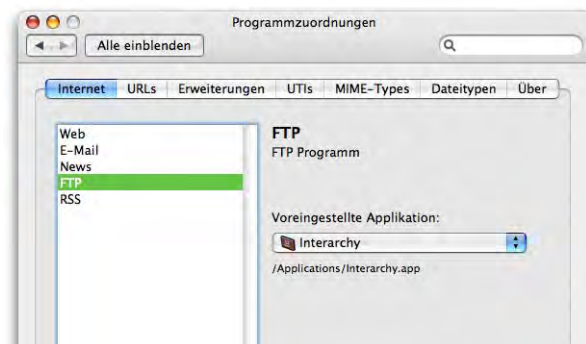 Programmzuordnungen
Alle einblenden
Internet URLs Erweiterungen UTIs MIME-Types Dateitypen Über
Web
E-Mail
News
FTP
RSS
FTP
FTP Programm
Voreingestellte Applikation:
Interarchy
/Applications/Interarchy.app